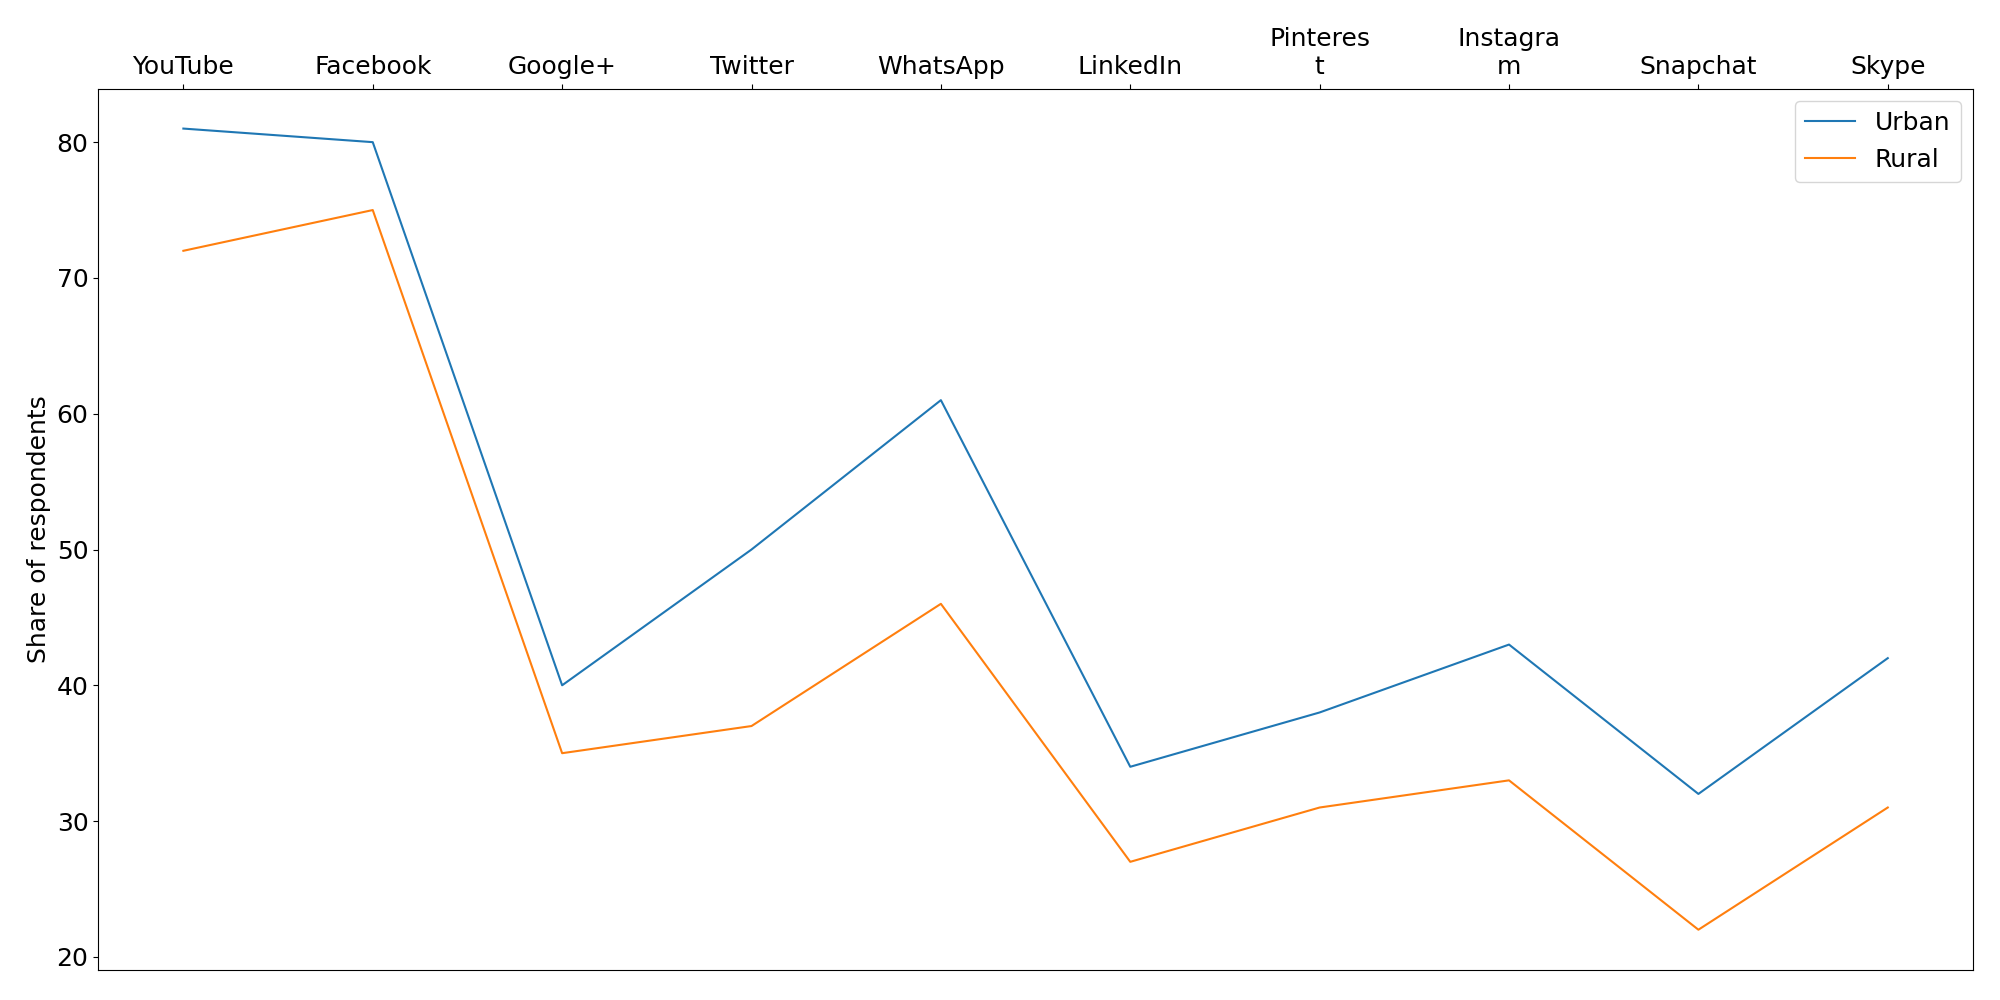 YouTube
Facebook
Google+
Twitter
WhatsApp
LinkedIn
Pinteres
t
Instagra
m
Snapchat
Skype
Urban
Rural
Share of respondents
80
70
60
50
40
30
20